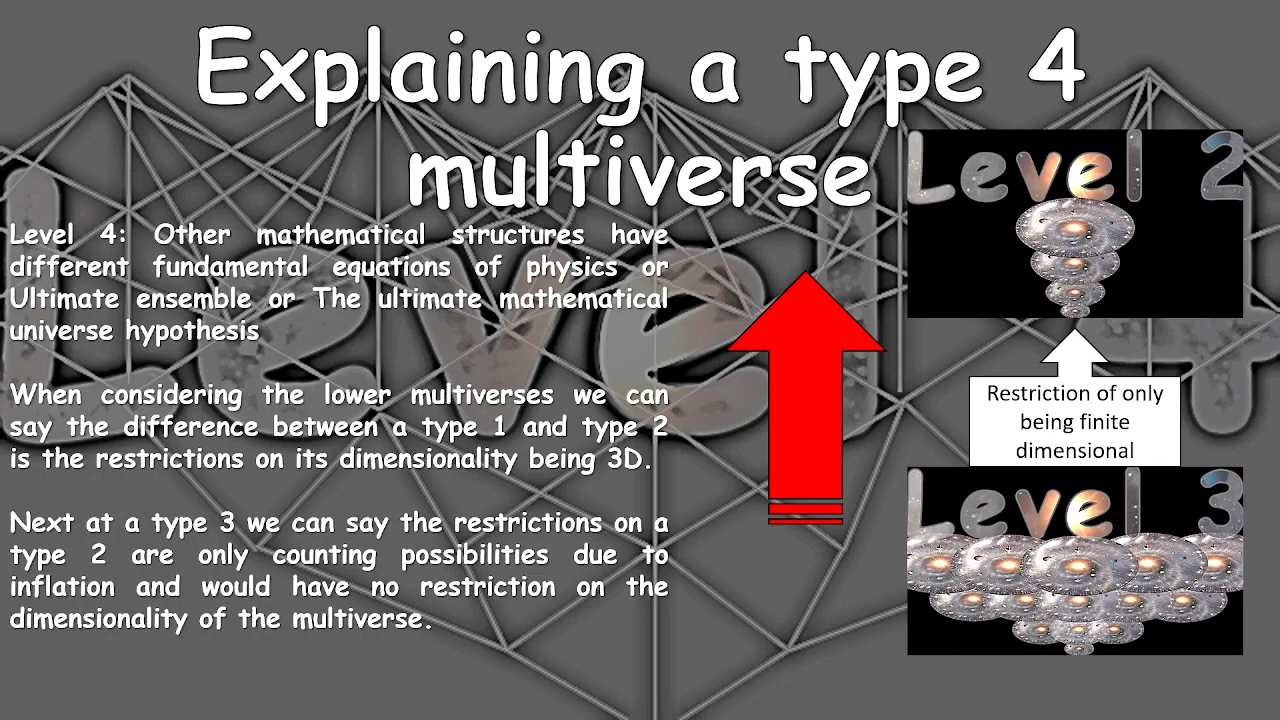 Explaining a type 4
multiverse
Level 4: Other mathematical structures have
different fundamental equations of physics or
Ultimate ensemble or The ultimate mathematical
universe hypothesis
When considering the lower multiverses we can
say the difference between a type 1 and type 2
is the restrictions on its dimensionality being 3D.
Next at a type 3 we can say the restrictions on a
type 2 are only counting possibilities due to
inflation and would have no restriction on the
dimensionality of the multiverse.
Level 2
Restriction of only
being finite
dimensional
Level 3
Level 4